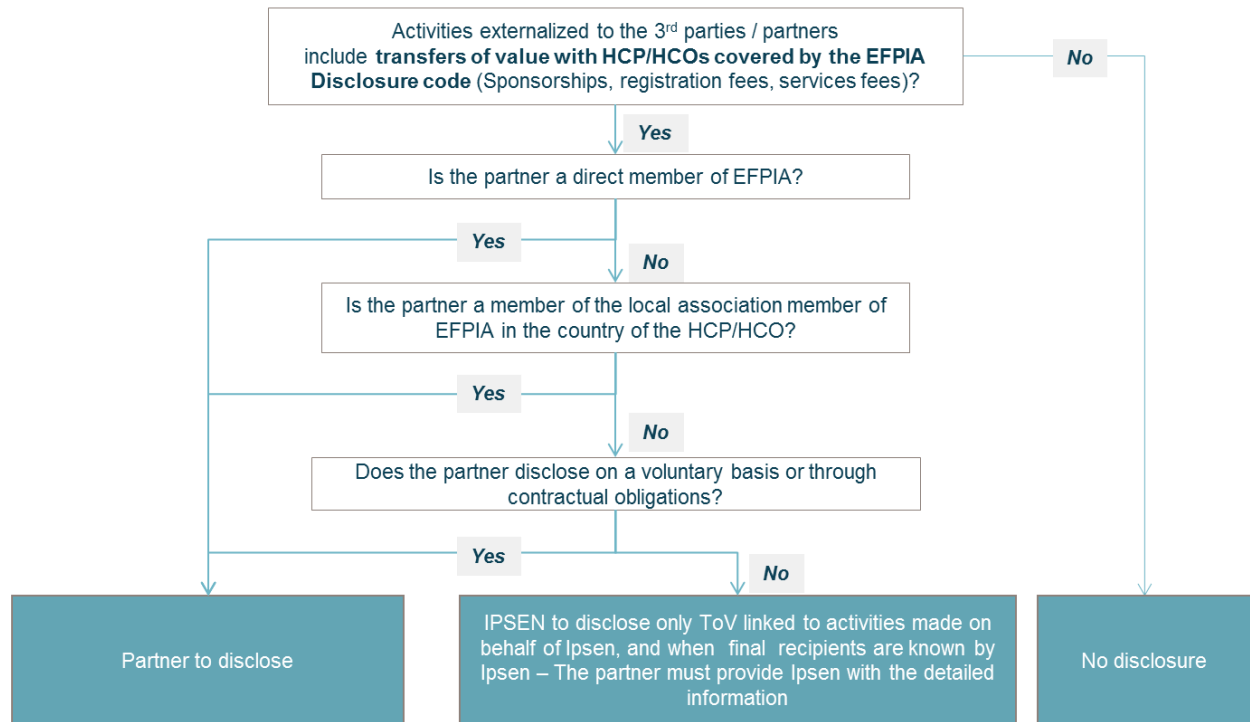 Activities externalized to the 3rd parties / partners
include transfers of value with HCP/HCOs covered by the EFPIA
Disclosure code (Sponsorships, registration fees, services fees)?
No
Yes
Is the partner a direct member of EFPIA?
Yes
No
Is the partner a member of the local association member of
EFPIA in the country of the HCP/HCO?
Yes
No
Does the partner disclose on a voluntary basis or through
contractual obligations?
Yes
No
Partner to disclose
IPSEN to disclose only ToV linked to activities made on
behalf of Ipsen, and when final recipients are known by
Ipsen – The partner must provide Ipsen with the detailed
information
No disclosure